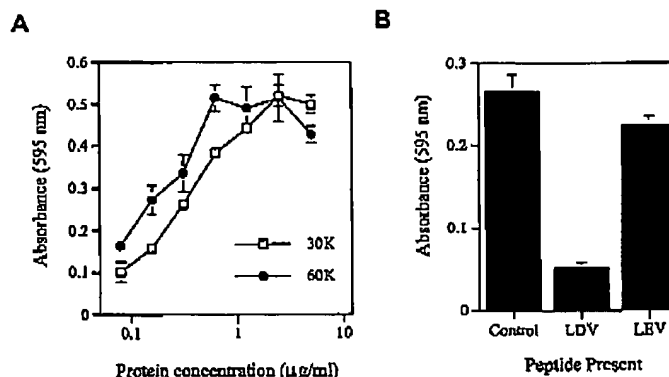 A
Absorbance (595 nm)
0.6
0.5
0.4
0.3
0.2
0.1
0
30K
60K
0.1
1
10
Protein concentration (µg/ml)
B
Absorbance (595 nm)
0.3
0.2
0.1
0
Control
LDV
LEV
Peptide Present